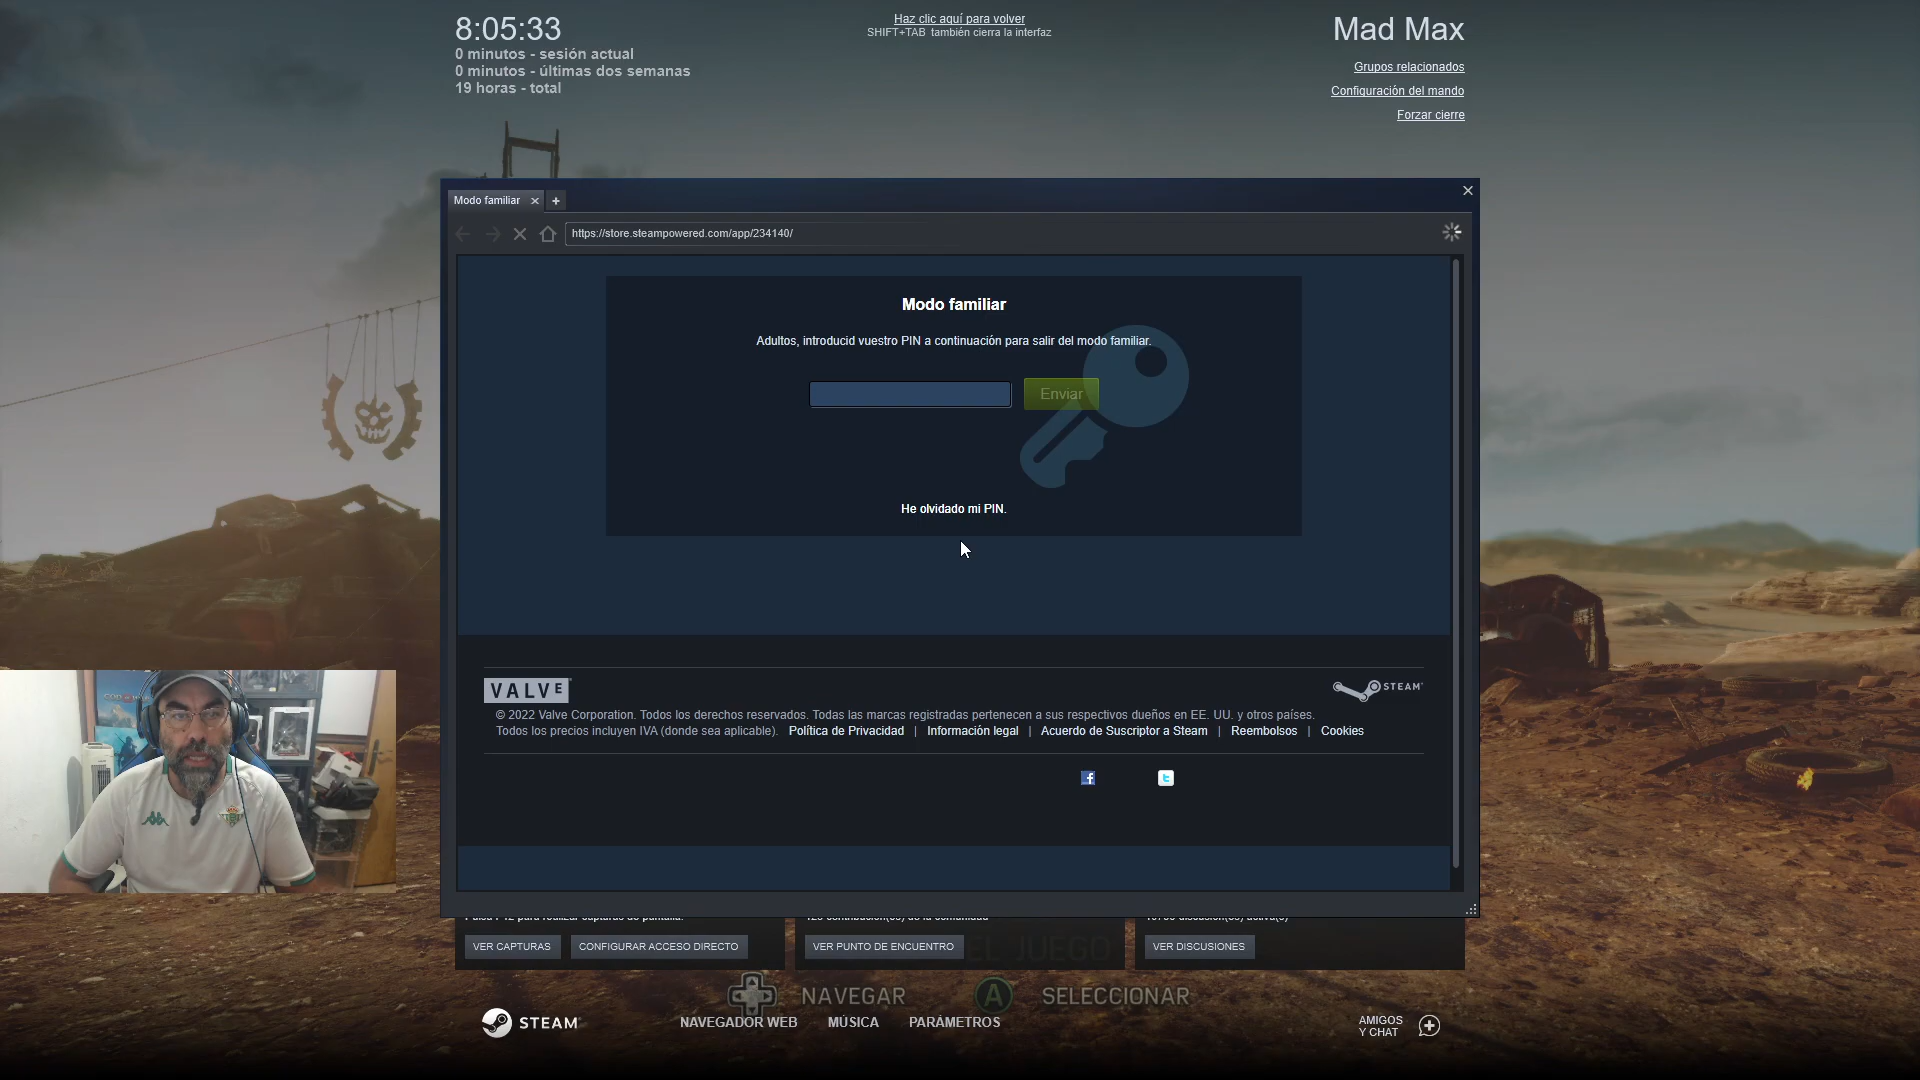 8:05:33
0 minutos - sesión actual
0 minutos - últimas dos semanas
19 horas - total
Haz clic aquí para volver
SHIFT+TAB también cierra la interfaz
Mad Max
Grupos relacionados
Configuración del mando
Forzar cierre
Modo familiar
https://store.steampowered.com/app/234140/
Modo familiar
Adultos, introducid vuestro PIN a continuación para salir del modo familiar.
Enviar
He olvidado mi PIN.
VALVE
STEAM
© 2022 Valve Corporation. Todos los derechos reservados. Todas las marcas registradas pertenecen a sus respectivos dueños en EE. UU. y otros países.
Todos los precios incluyen IVA (donde sea aplicable). Política de Privacidad | Información legal | Acuerdo de Suscriptor a Steam | Reembolsos | Cookies
VER CAPTURAS
CONFIGURAR ACCESO DIRECTO
VER PUNTO DE ENCUENTRO
EL JUEGO
VER DISCUSIONES
NAVEGAR
A
SELECCIONAR
STEAM
NAVEGADOR WEB
MÚSICA
PARÁMETROS
AMIGOS
Y CHAT